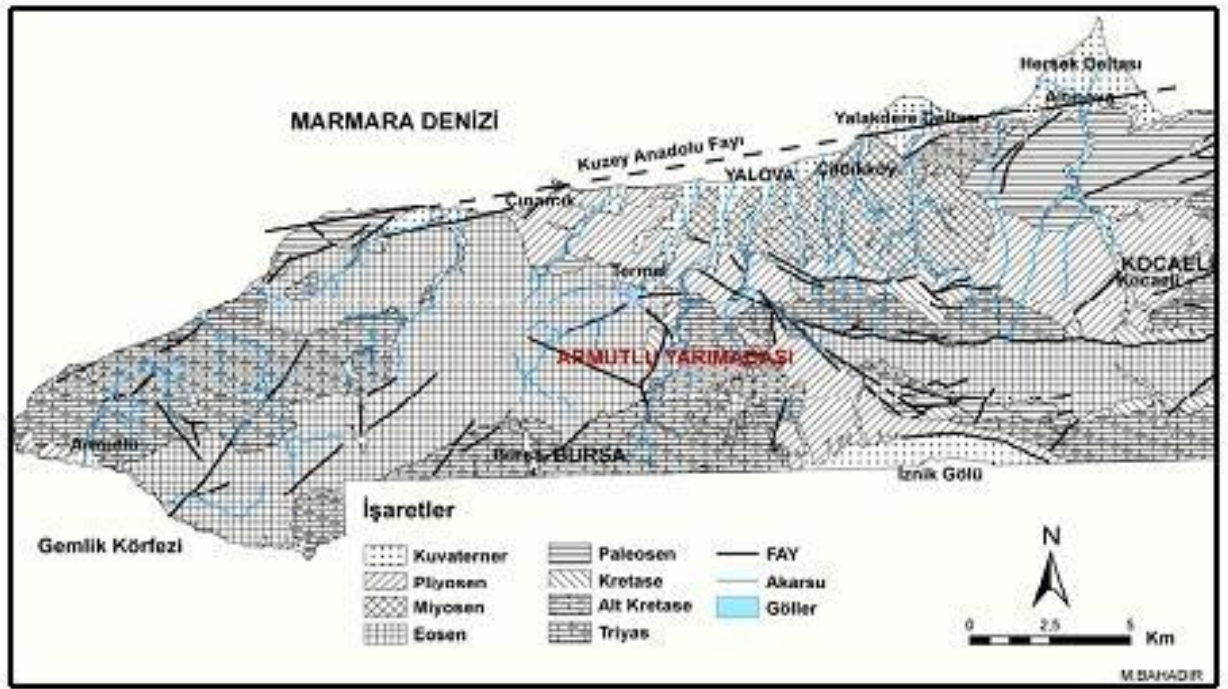 Hersek Deltası
Altınova
MARMARA DENİZİ
Yalakdere Deltası
Kuzey Anadolu Fayı
YALOVA
Çiftlikköy
Çınarcık
Termal
KOCAELİ
Kocaeli
ARMUTLU YARIMADASI
Armutlu
Bursa BURSA
İznik Gölü
Gemlik Körfezi
İşaretler
Kuvaterner
Pliyosen
Miyosen
Eosen
Paleosen
Kretase
Alt Kretase
Triyas
FAY
Akarsu
Göller
N
0 2,5 5 Km
M.BAHADIR